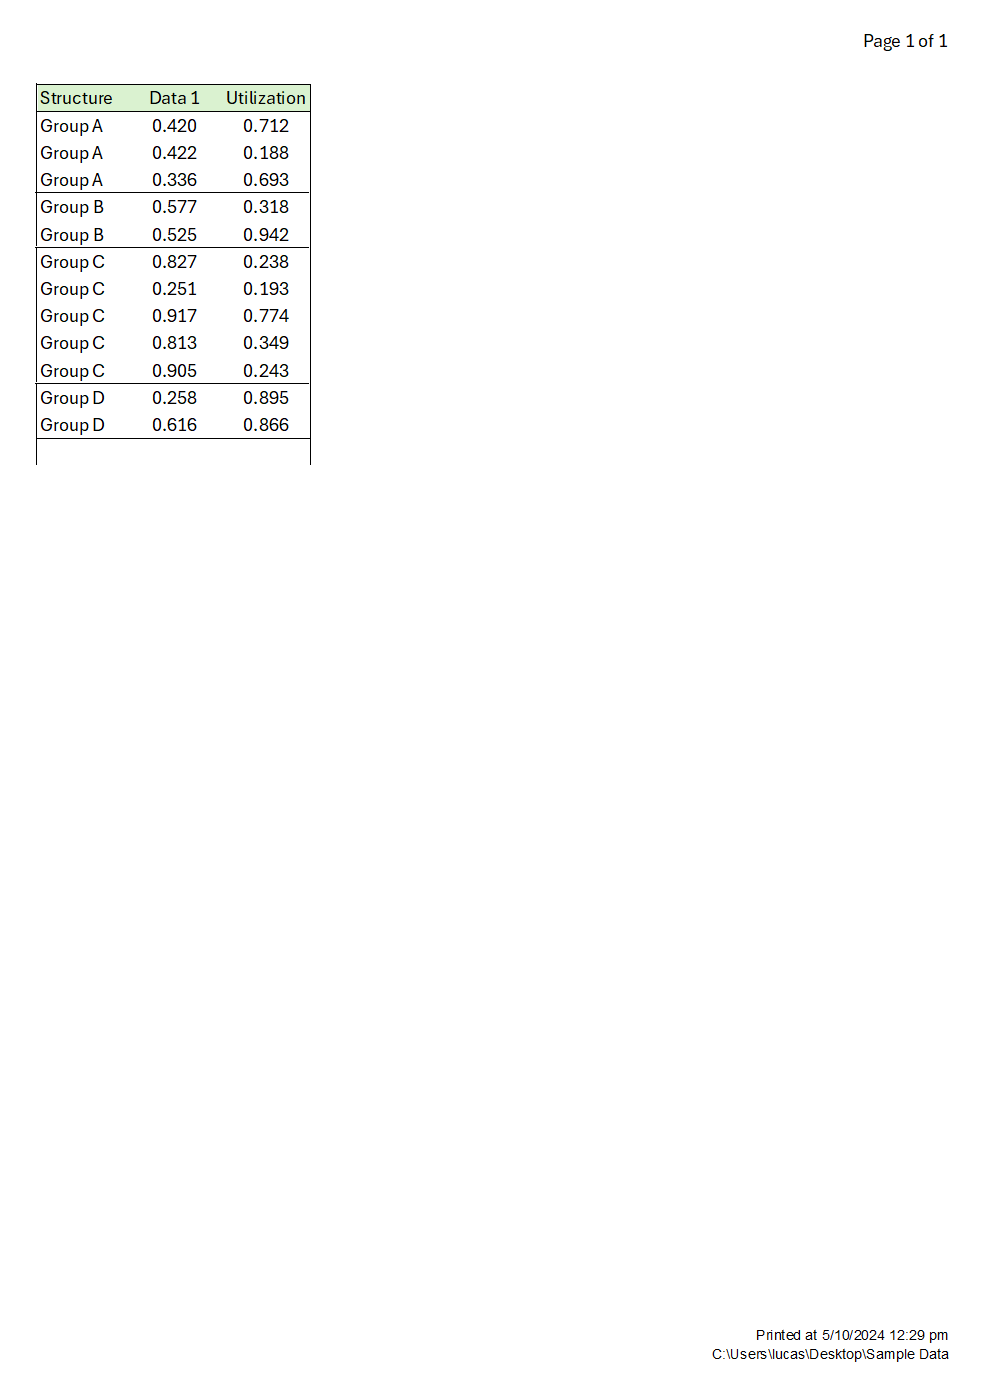 Page 1 of 1
Structure Data 1 Utilization
Group A 0.420 0.712
Group A 0.422 0.188
Group A 0.336 0.693
Group B 0.577 0.318
Group B 0.525 0.942
Group C 0.827 0.238
Group C 0.251 0.193
Group C 0.917 0.774
Group C 0.813 0.349
Group C 0.905 0.243
Group D 0.258 0.895
Group D 0.616 0.866
Printed at 5/10/2024 12:29 pm
C:\Users\lucas\Desktop\Sample Data